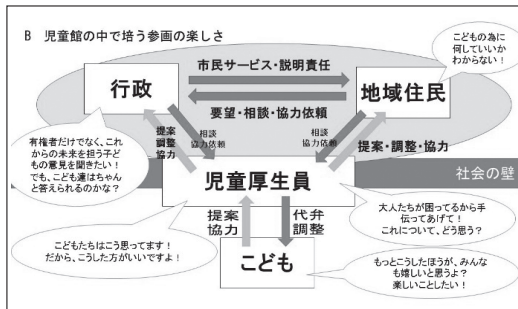 B 児童館の中で培う参画の楽しさ
こどもの為に
何していいか
わからない！
行政
市民サービス・説明責任
地域住民
要望・相談・協力依頼
有権者だけでなく、これ
からの未来を担う子ど
もの意見を聞きたい！
でも、こども達はちゃん
と答えられるのかな？
提案
調整
協力
相談
協力依頼
相談
協力依頼
提案・調整・協力
社会の壁
児童厚生員
大人たちが困ってるから手
伝ってあげて！
これについて、どう思う？
提案
協力
代弁
調整
こどもたちはこう思ってます！
だから、こうした方がいいですよ！
こども
もっとこうしたほうが、みんな
も嬉しいと思うよ？
楽しいことしたい！